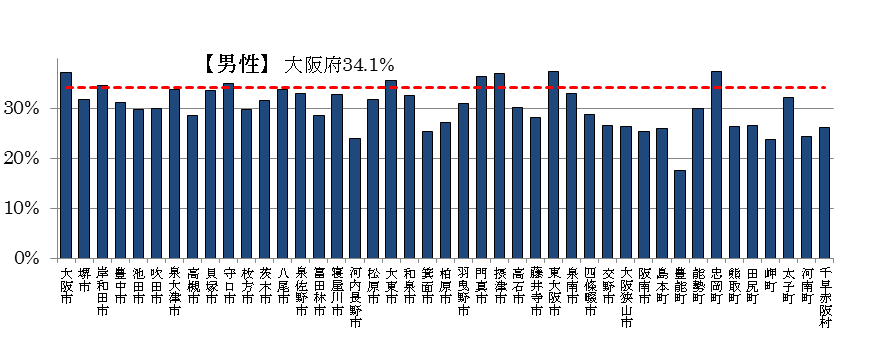 【男性】 大阪府34.1%
30%
20%
10%
0%
大阪市
堺市
岸和田市
豊中市
池田市
吹田市
泉大津市
高槻市
貝塚市
守口市
枚方市
茨木市
八尾市
泉佐野市
富田林市
寝屋川市
河内長野市
松原市
大東市
和泉市
箕面市
柏原市
羽曳野市
門真市
摂津市
高石市
藤井寺市
東大阪市
泉南市
四條畷市
交野市
大阪狭山市
阪南市
島本町
豊能町
能勢町
忠岡町
熊取町
田尻町
岬町
太子町
河南町
千早赤阪村